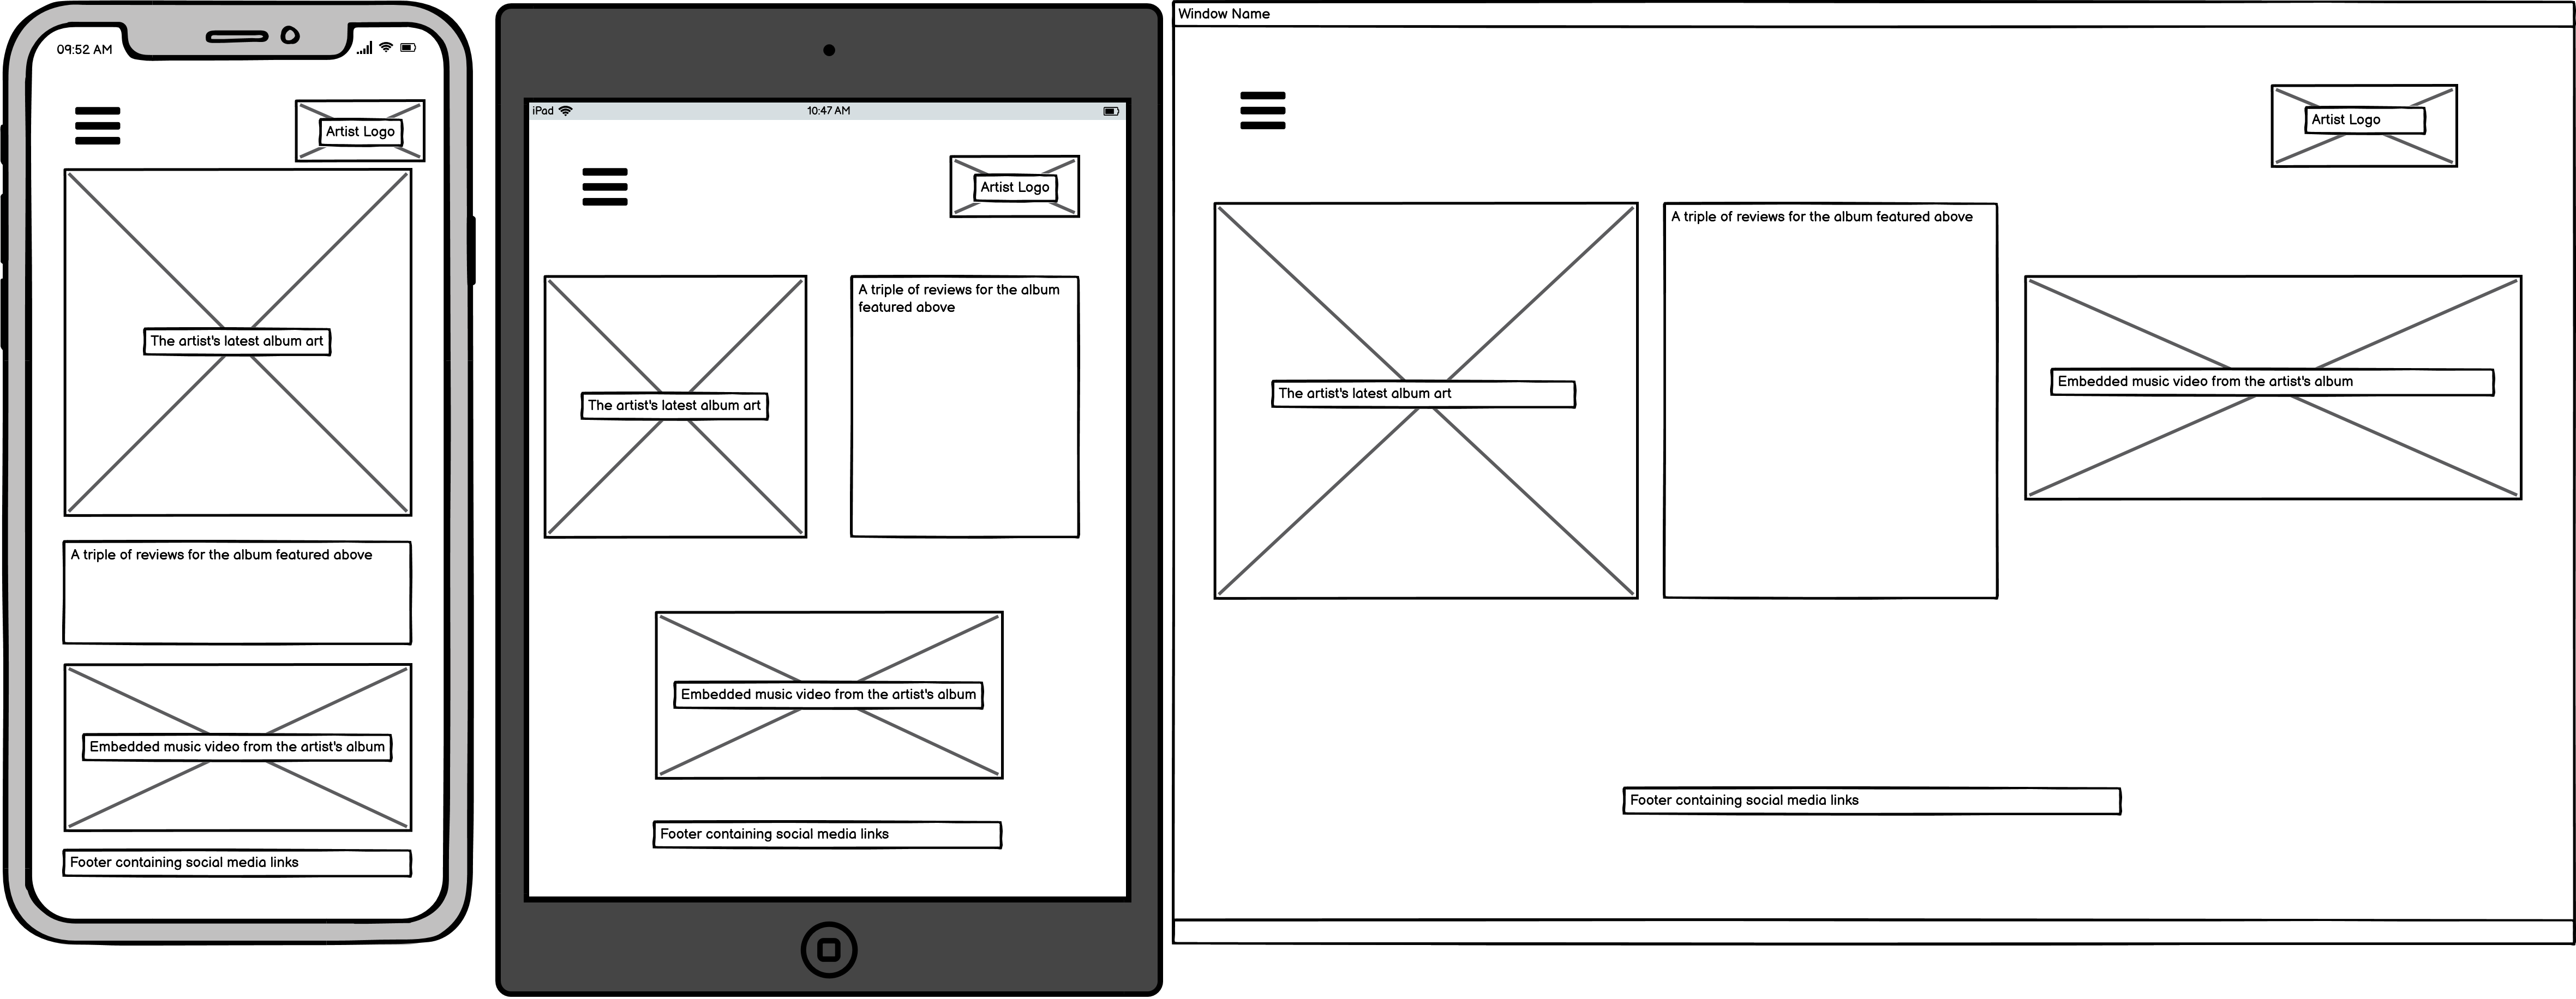 09:52 AM
Artist Logo
The artist's latest album art
A triple of reviews for the album featured above
Embedded music video from the artist's album
Footer containing social media links
iPad
10:47 AM
Artist Logo
The artist's latest album art
A triple of reviews for the album
featured above
Embedded music video from the artist's album
Footer containing social media links
Window Name
Artist Logo
The artist's latest album art
A triple of reviews for the album featured above
Embedded music video from the artist's album
Footer containing social media links